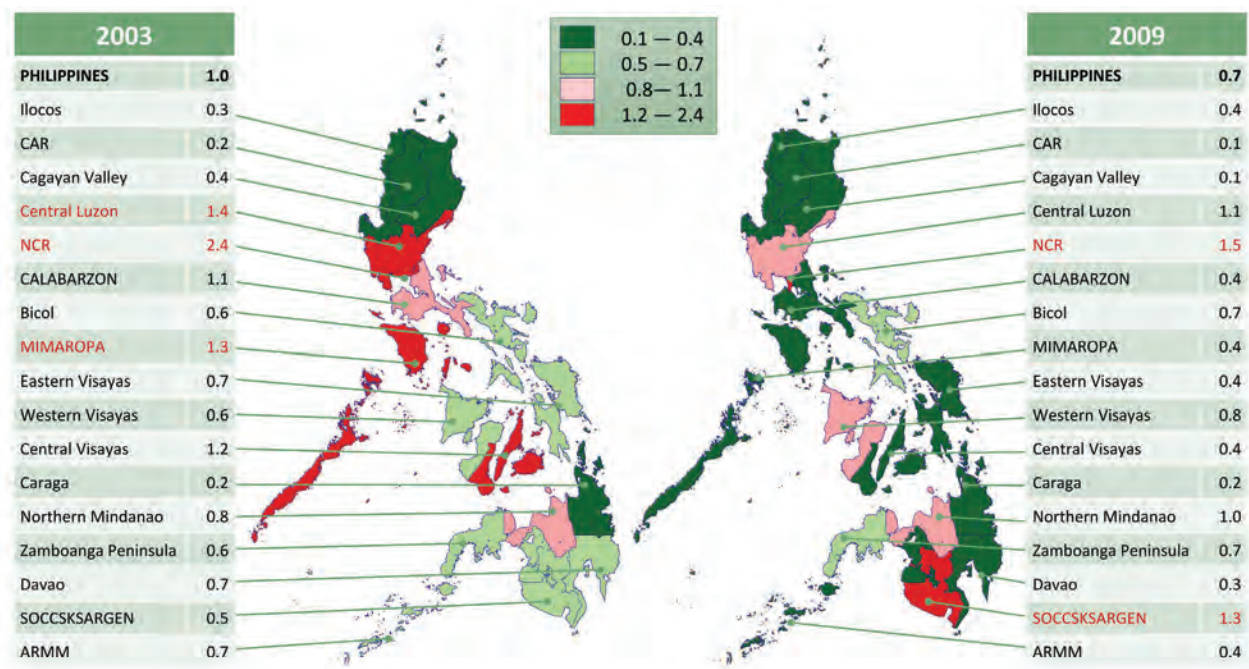 2003
PHILIPPINES 1.0
Ilocos 0.3
CAR 0.2
Cagayan Valley 0.4
Central Luzon 1.4
NCR 2.4
CALABARZON 1.1
Bicol 0.6
MIMAROPA 1.3
Eastern Visayas 0.7
Western Visayas 0.6
Central Visayas 1.2
Caraga 0.2
Northern Mindanao 0.8
Zamboanga Peninsula 0.6
Davao 0.7
SOCCSKSARGEN 0.5
ARMM 0.7
0.1 — 0.4
0.5 — 0.7
0.8— 1.1
1.2 — 2.4
2009
PHILIPPINES 0.7
Ilocos 0.4
CAR 0.1
Cagayan Valley 0.1
Central Luzon 1.1
NCR 1.5
CALABARZON 0.4
Bicol 0.7
MIMAROPA 0.4
Eastern Visayas 0.4
Western Visayas 0.8
Central Visayas 0.4
Caraga 0.2
Northern Mindanao 1.0
Zamboanga Peninsula 0.7
Davao 0.3
SOCCSKSARGEN 1.3
ARMM 0.4